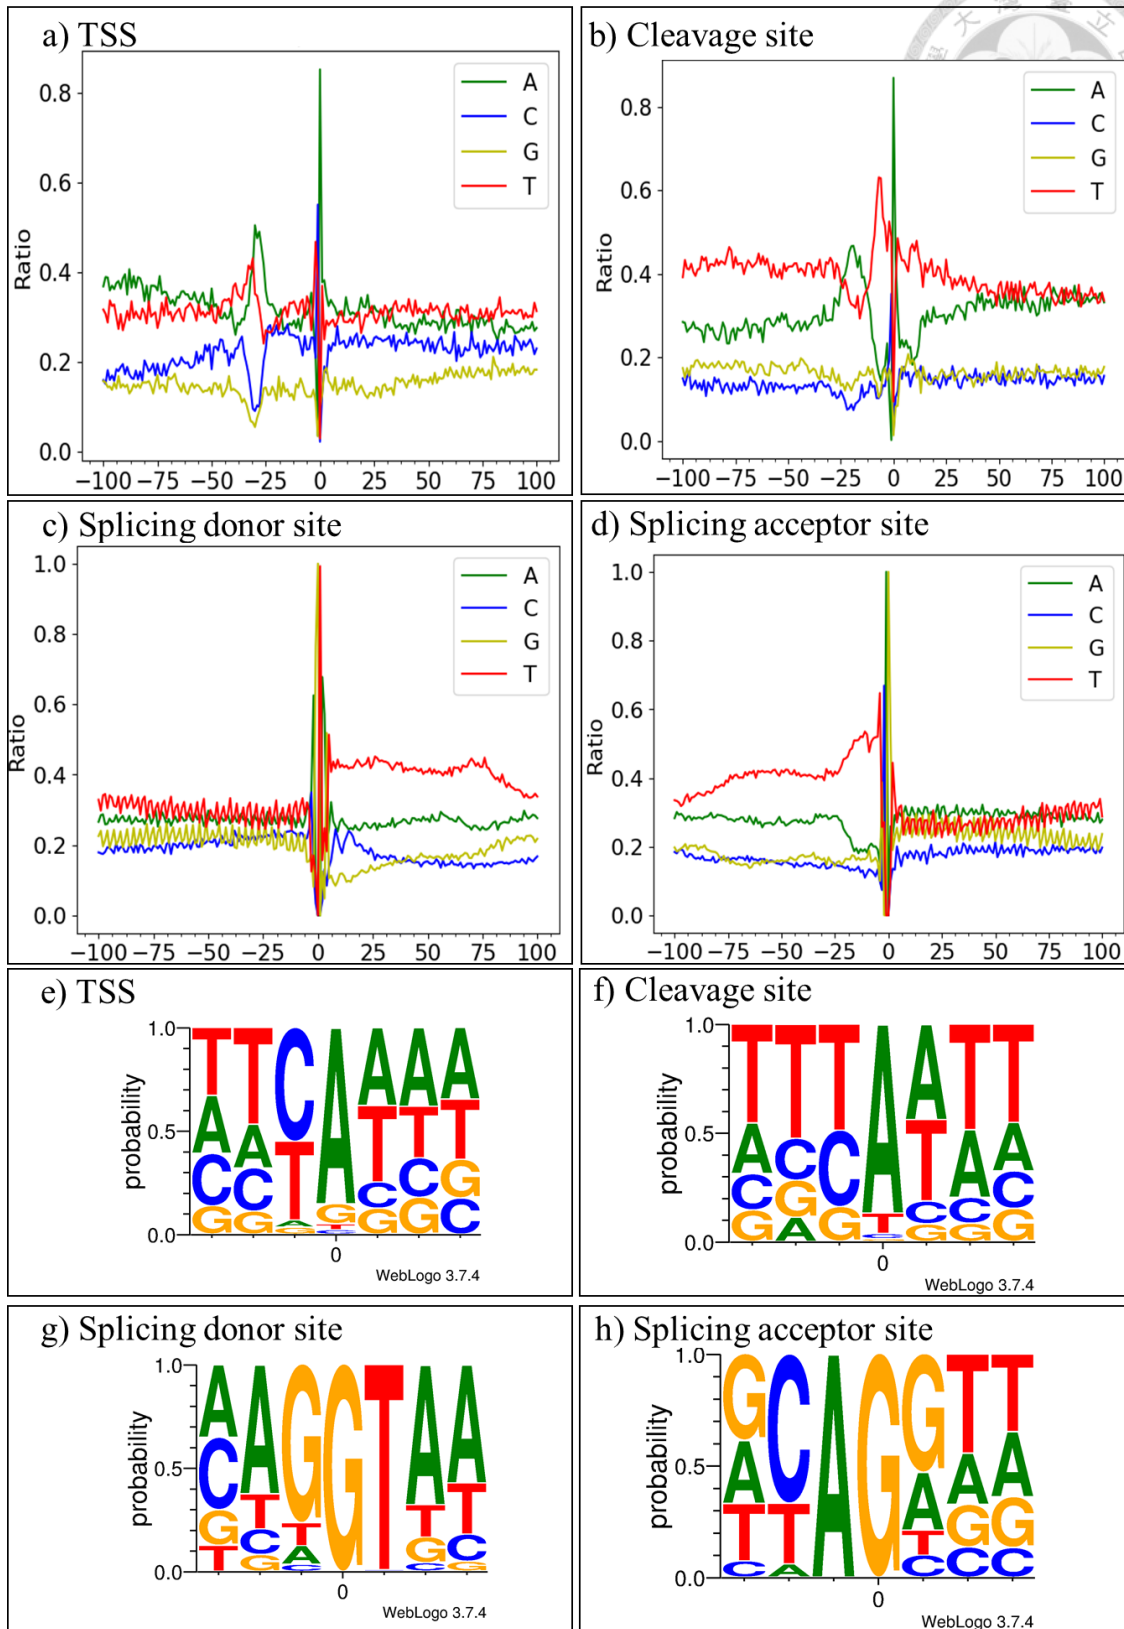 a) TSS
A
C
G
T
0.8
0.6
0.4
0.2
0.0
Ratio
−100 −75 −50 −25 0 25 50 75 100
b) Cleavage site
A
C
G
T
0.8
0.6
0.4
0.2
0.0
Ratio
−100 −75 −50 −25 0 25 50 75 100
c) Splicing donor site
A
C
G
T
1.0
0.8
0.6
0.4
0.2
0.0
Ratio
−100 −75 −50 −25 0 25 50 75 100
d) Splicing acceptor site
A
C
G
T
1.0
0.8
0.6
0.4
0.2
0.0
Ratio
−100 −75 −50 −25 0 25 50 75 100
e) TSS
1.0
0.5
0.0
probability
T T C A A A A
A A T G T T T
C C A T C C G
G G G C G G C
0
WebLogo 3.7.4
f) Cleavage site
1.0
0.5
0.0
probability
T T T A A T T
A C C T T A A
C G G C C C C
G A G G G G
0
WebLogo 3.7.4
g) Splicing donor site
1.0
0.5
0.0
probability
A A G G T A A
C T T T T
G C A G C
T G C C G
0
WebLogo 3.7.4
h) Splicing acceptor site
1.0
0.5
0.0
probability
G C A G G T T
A T A A A
T A T G G
C C C C
0
WebLogo 3.7.4